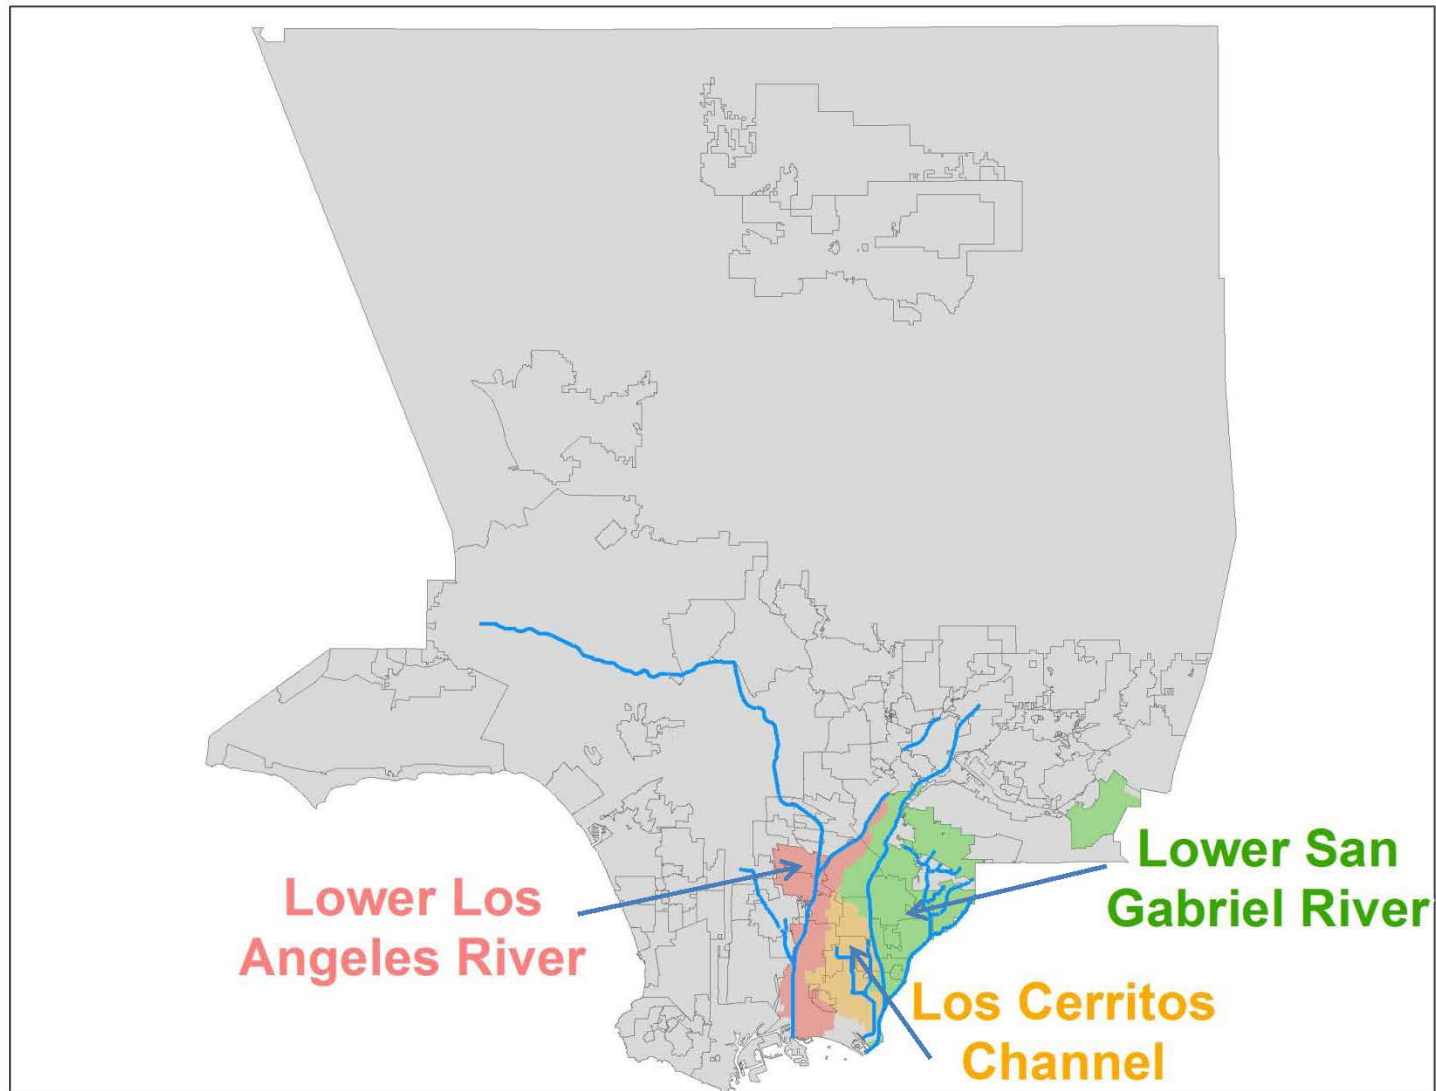 Lower Los
Angeles River
Lower San
Gabriel River
Los Cerritos
Channel